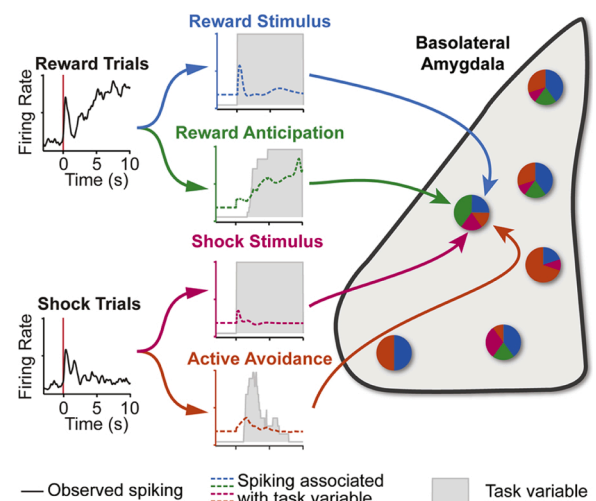 Reward Stimulus
Basolateral
Amygdala
Reward Trials
Firing Rate
0 5 10
Time (s)
Reward Anticipation
Shock Stimulus
Shock Trials
Firing Rate
0 5 10
Time (s)
Active Avoidance
Observed spiking
Spiking associated
with task variable
Task variable